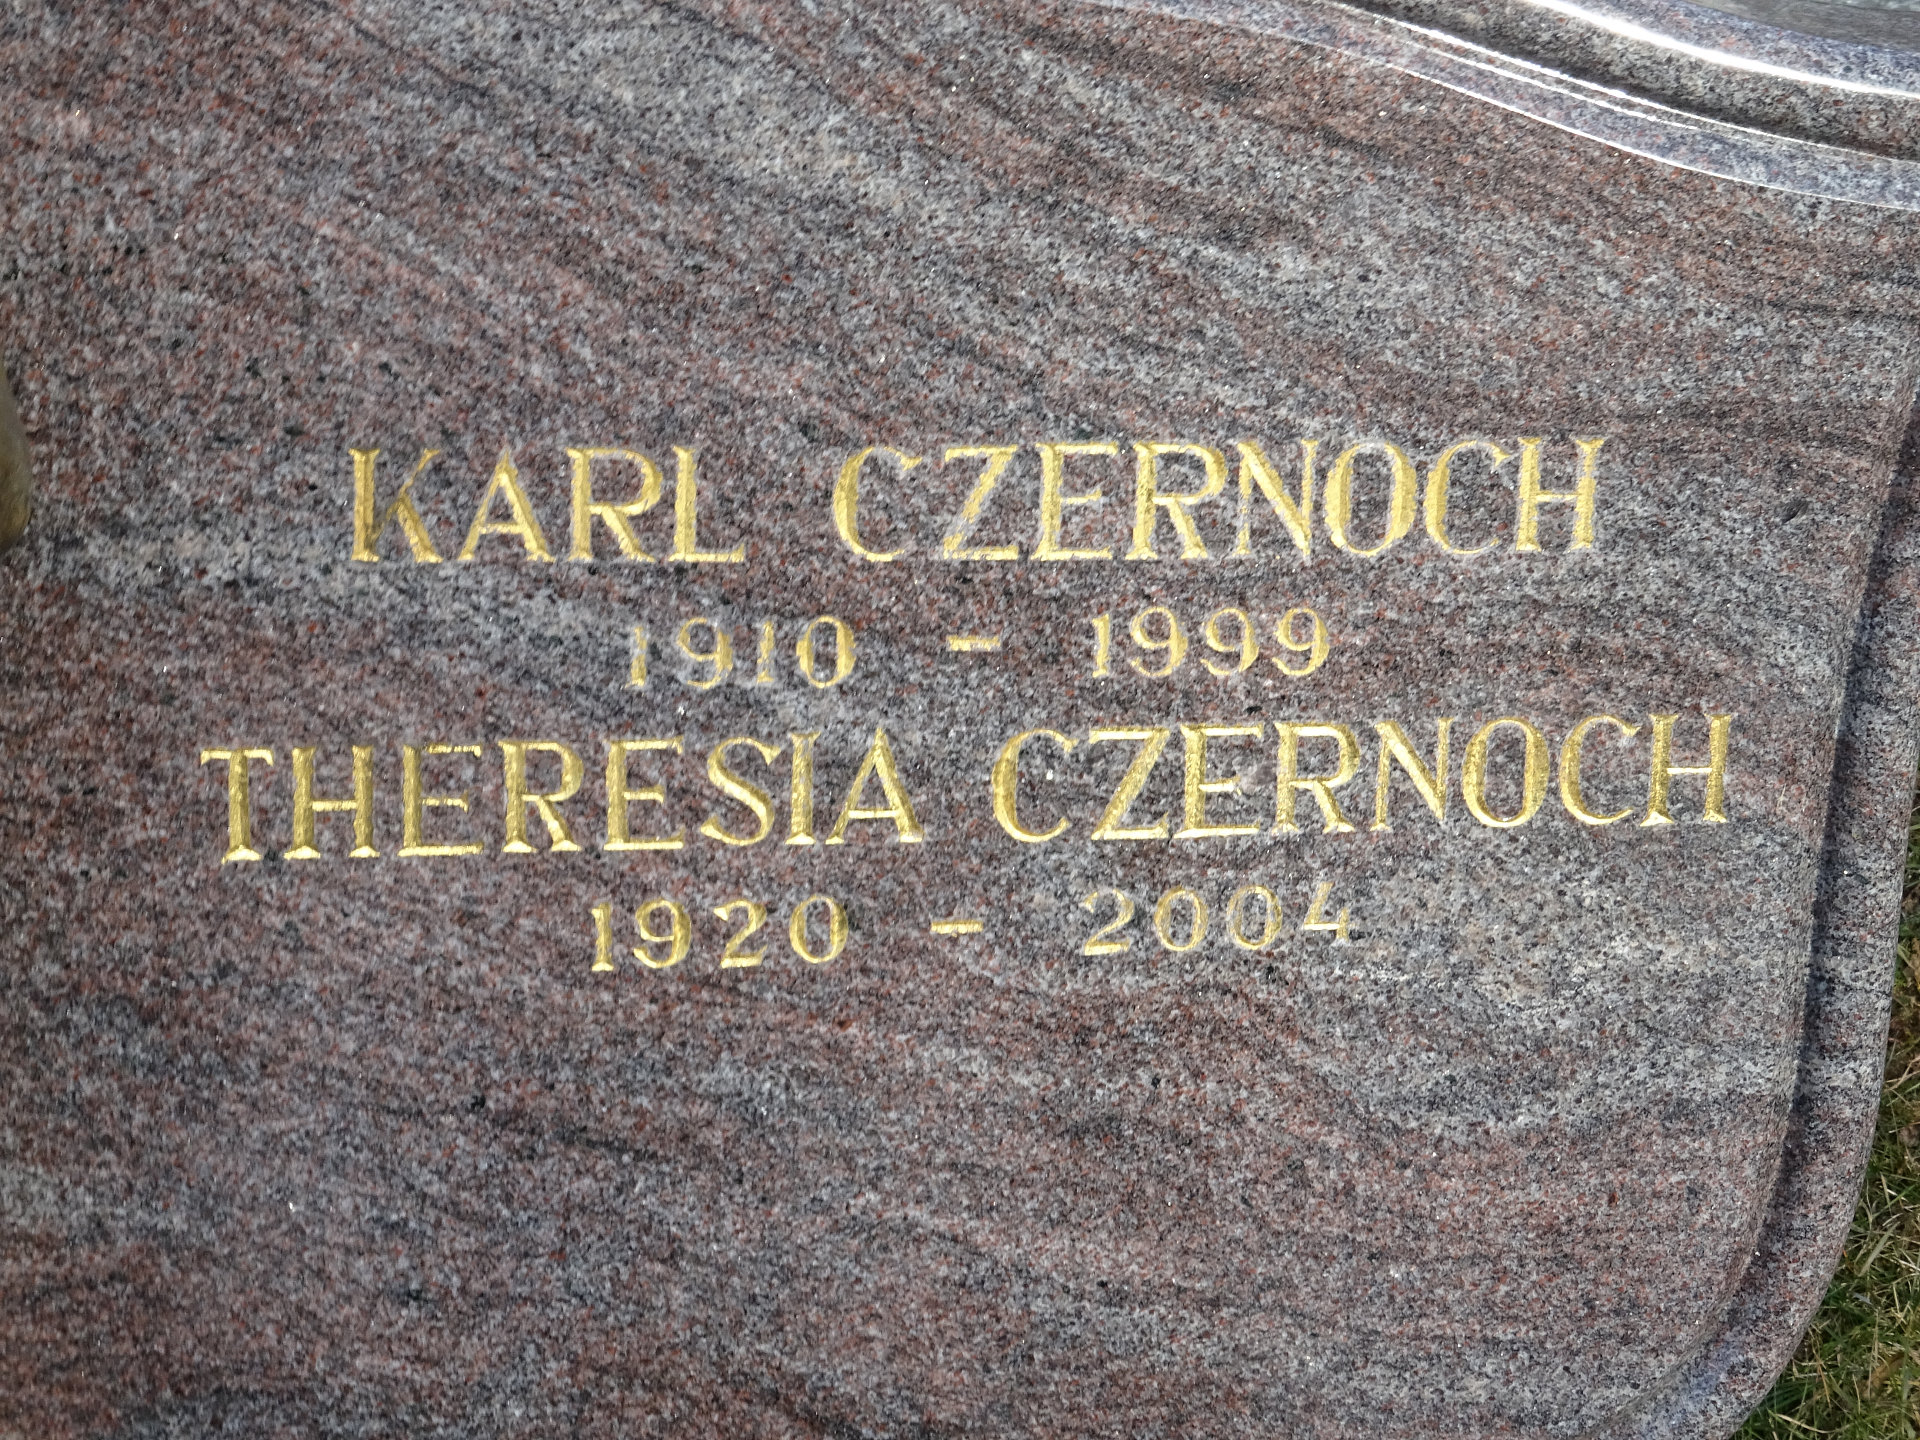 KARL CZERNOCH
1910 - 1999
THERESIA CZERNOCH
1920 - 2004